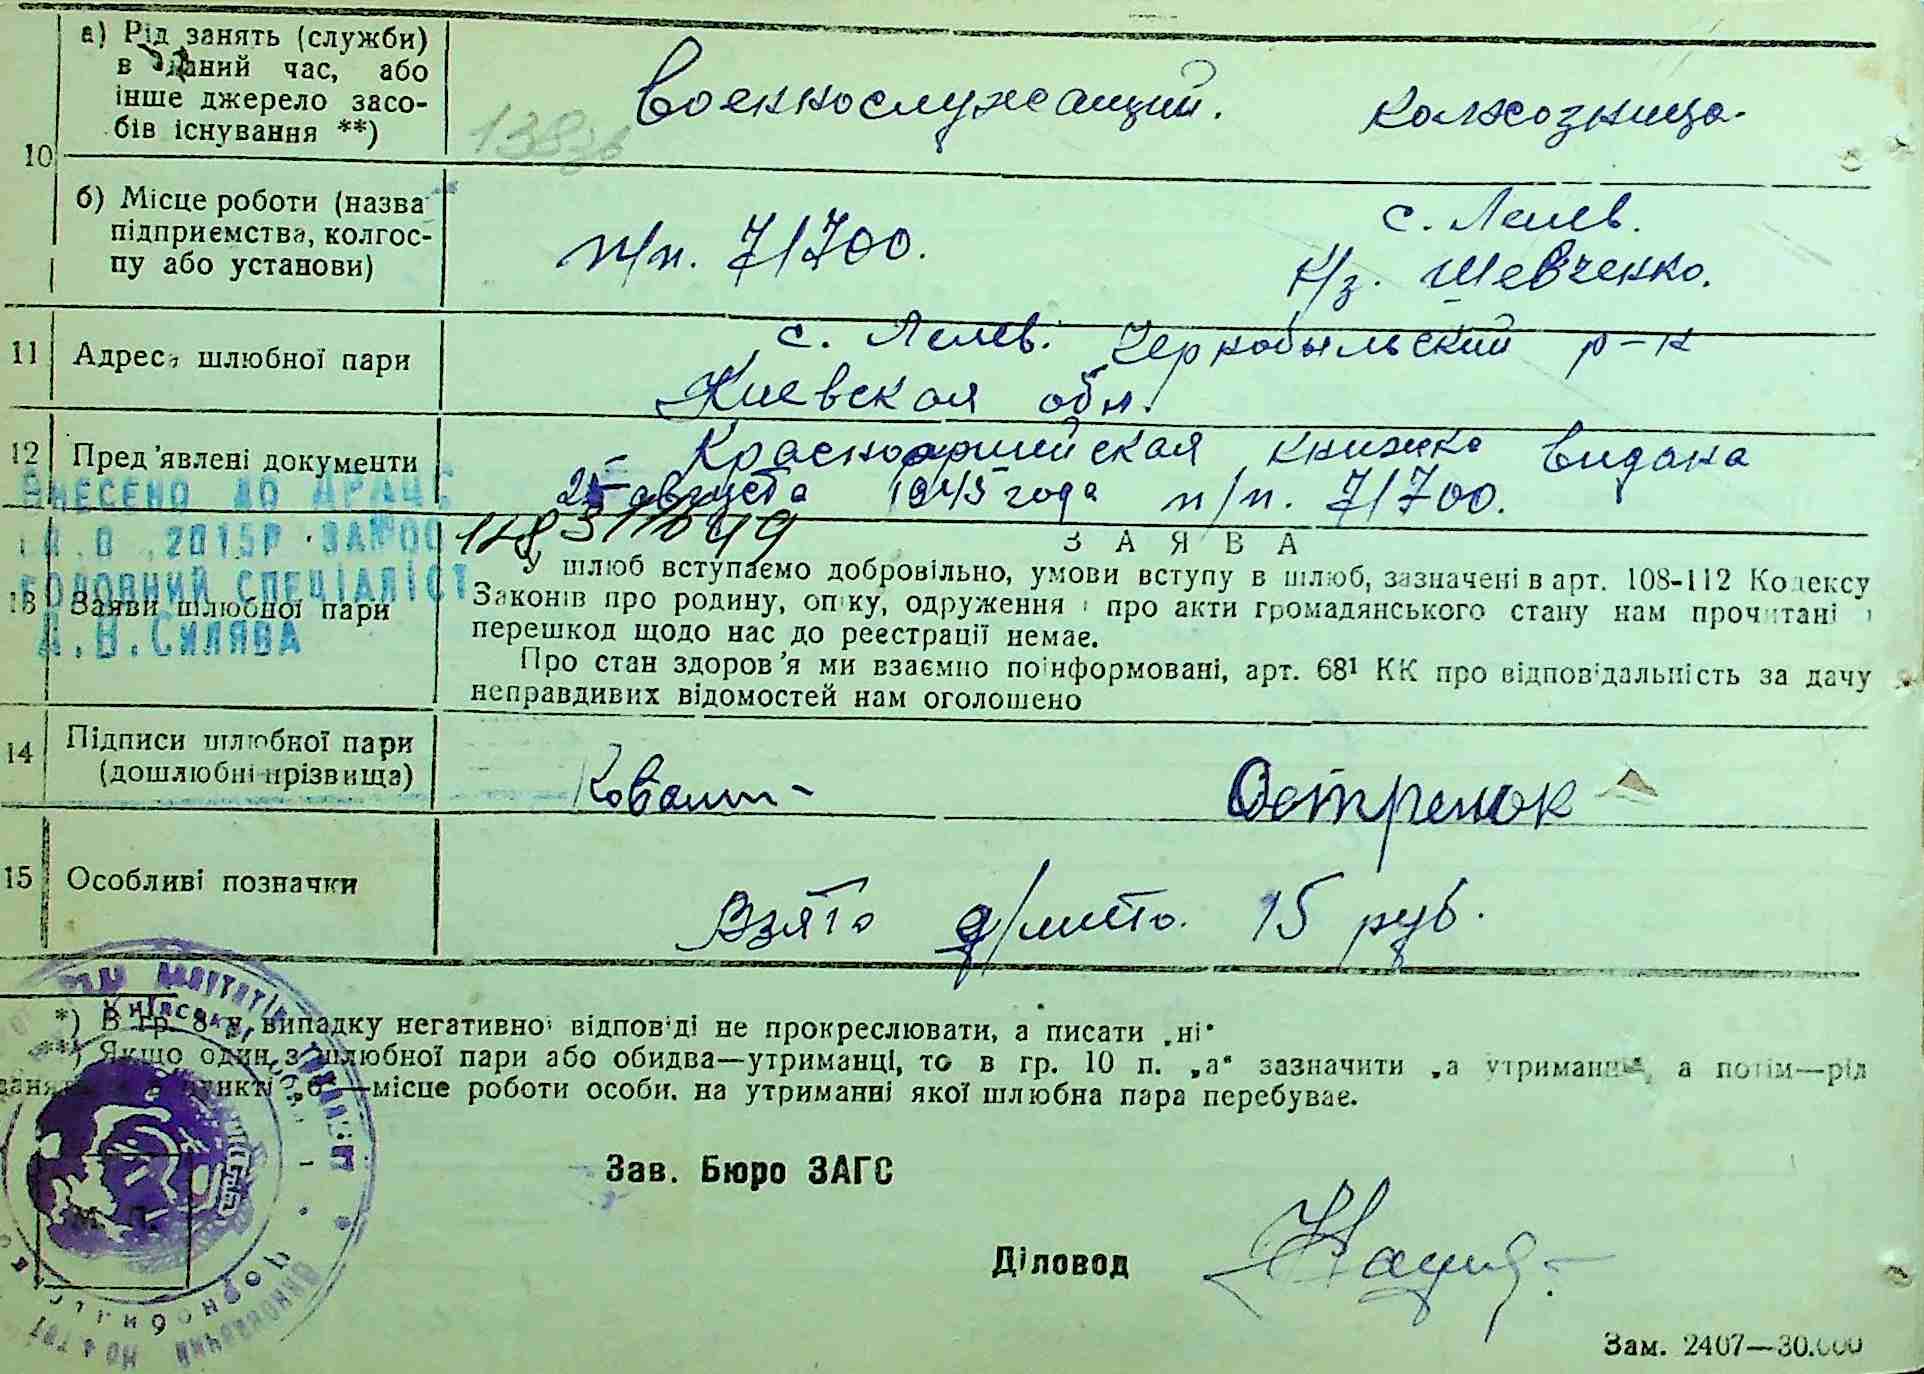 10
а) Рід занять (служби)
в даний час, або
інше джерело засо-
бів існування **)
Военнослужащий. Колхозница.
б) Місце роботи (назва
підприємства, колгос-
пу або установи)
п/п. 71700.
с. Лелев.
К/з. Шевченко.
11
Адреса шлюбної пари
с. Лелев. Чернобыльский р-н
Киевская обл.
12
Пред'явлені документи
Красноармейская книжка видана
25 августа 1945 года п/п. 71700.
ВНЕСЕНО ДО ДРАЦС
2015Р
ГОЛОВНИЙ СПЕЦІАЛІСТ
А.В.Силява
13
Заяви шлюбної пари
ЗАЯВА
У шлюб вступаємо добровільно, умови вступу в шлюб, зазначені в арт. 108-112 Кодексу
Законів про родину, опіку, одруження і про акти громадянського стану нам прочитані і
перешкод щодо нас до реєстрації немає.
Про стан здоров'я ми взаємно поінформовані, арт. 68¹ КК про відповідальність за дачу
неправдивих відомостей нам оголошено
14
Підписи шлюбної пари
(дошлюбні прізвища)
Остренок
15
Особливі позначки
Взято г/мито. 15 руб.
*) В гр. 8 у випадку негативної відповіді не прокреслювати, а писати „ні"
**) Якщо один з шлюбної пари або обидва—утриманці, то в гр. 10 п. „а" зазначити „а утриманні", а потім—рід
занять, в пункті „б"—місце роботи особи, на утриманні якої шлюбна пара перебуває.
М. П.
Зав. Бюро ЗАГС
Діловод
Зам. 2407—30.000